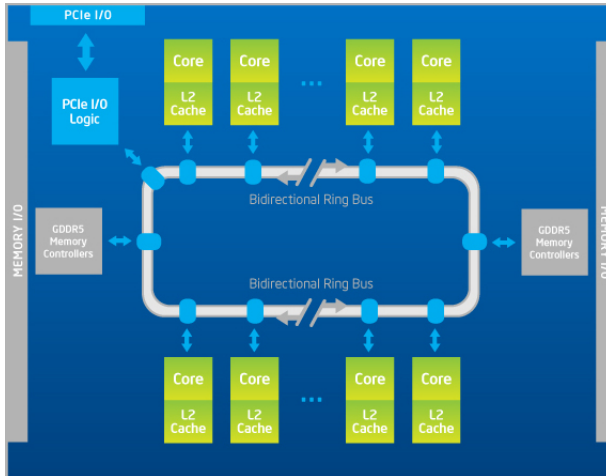 PCIe I/O
PCIe I/O
Logic
Core
L2
Cache
Core
L2
Cache
...
Core
L2
Cache
Core
L2
Cache
Bidirectional Ring Bus
MEMORY I/O
GDDR5
Memory
Controllers
GDDR5
Memory
Controllers
MEMORY I/O
Bidirectional Ring Bus
Core
L2
Cache
Core
L2
Cache
...
Core
L2
Cache
Core
L2
Cache